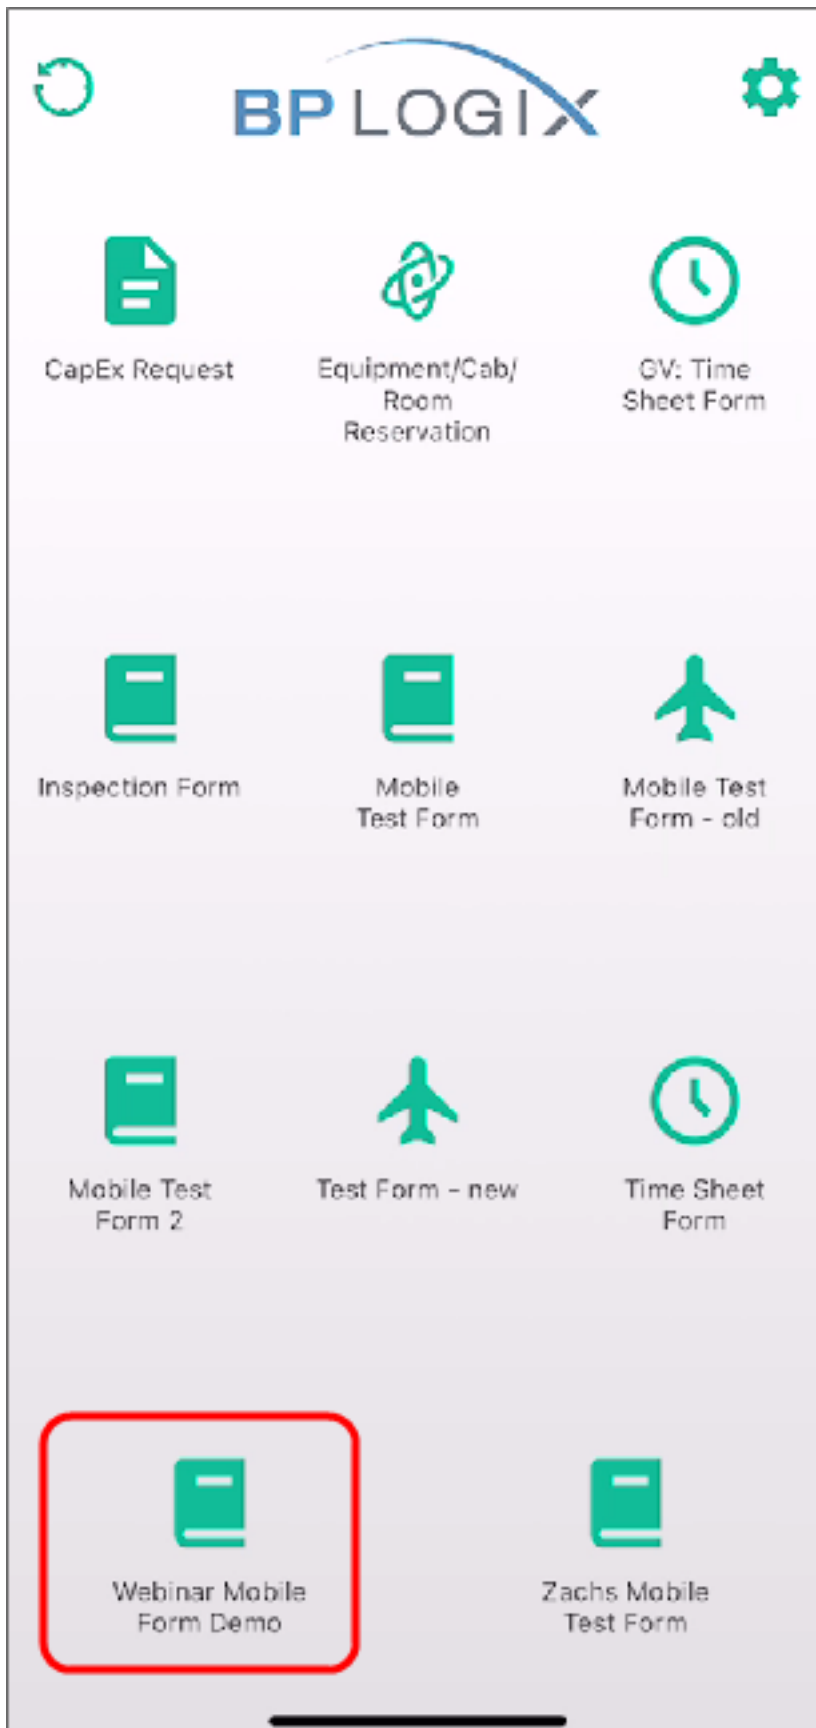 BP LOGIX
CapEx Request
Equipment/Cab/
Room
Reservation
GV: Time
Sheet Form
Inspection Form
Mobile
Test Form
Mobile Test
Form - old
Mobile Test
Form 2
Test Form - new
Time Sheet
Form
Webinar Mobile
Form Demo
Zachs Mobile
Test Form